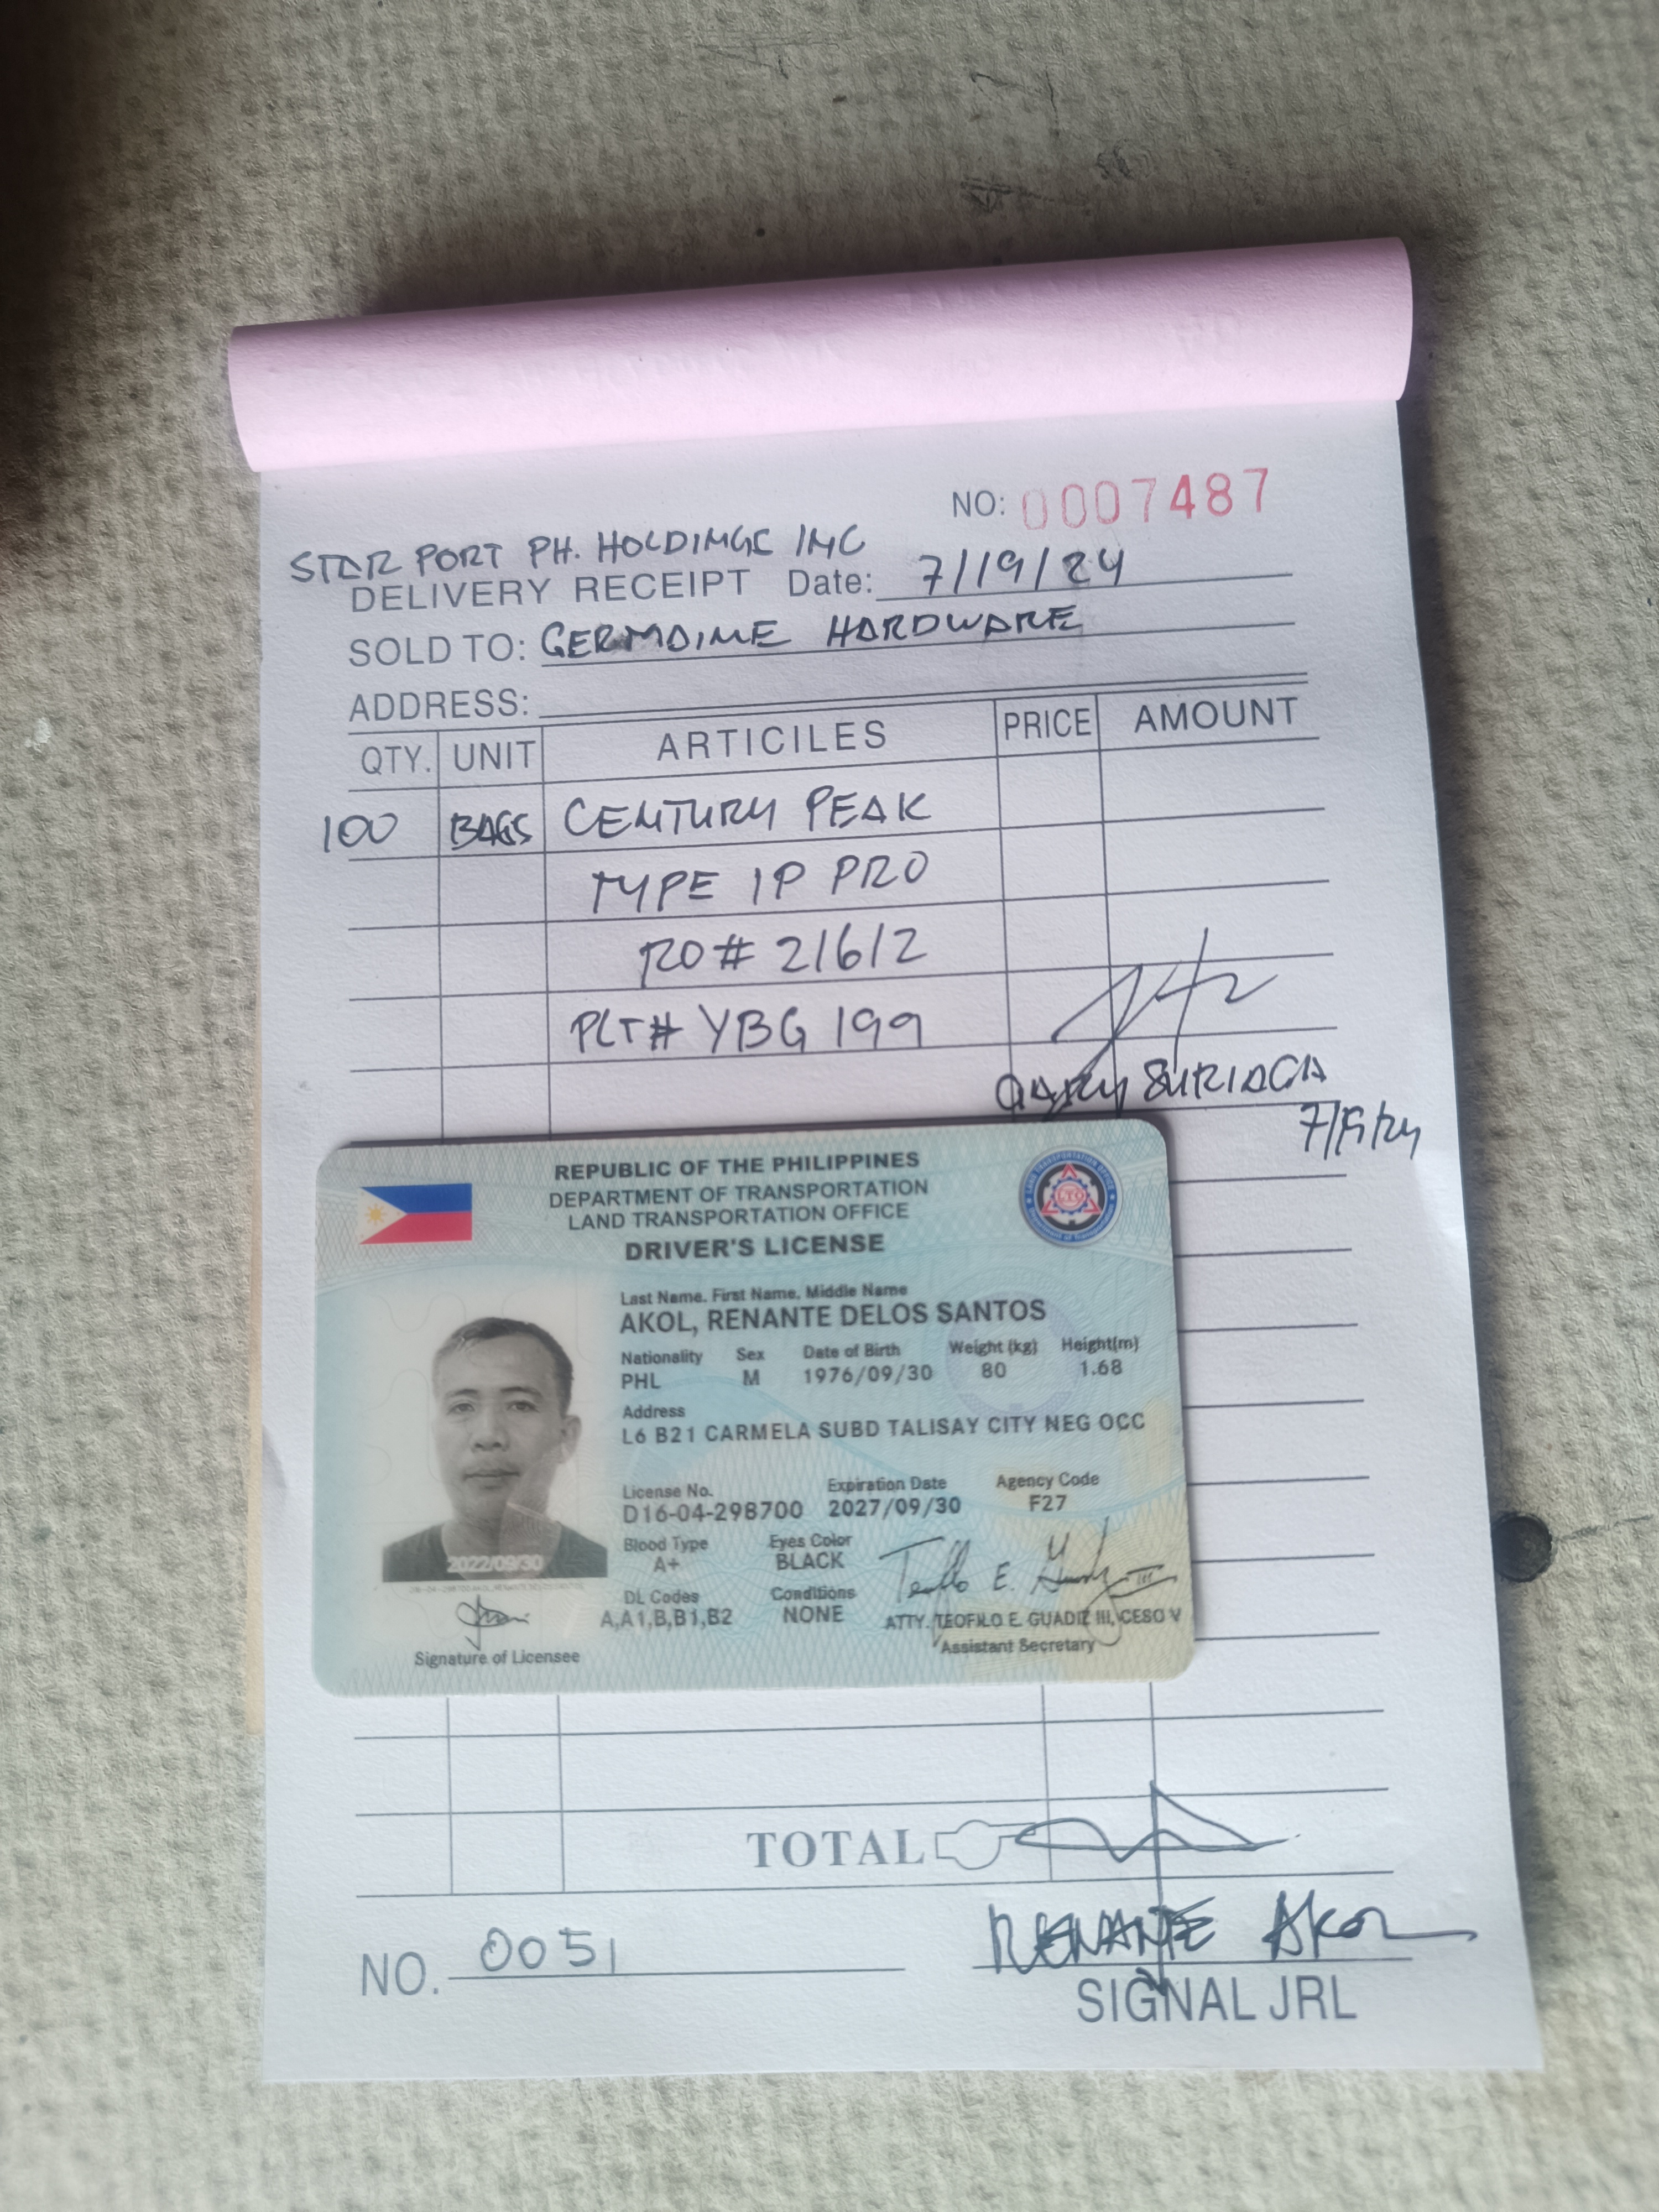 NO: 0007487
STAR PORT PH. HOLDINGS INC
DELIVERY RECEIPT Date: 7/19/24
SOLD TO: GERMAINE HARDWARE
ADDRESS:
QTY. UNIT ARTICILES PRICE AMOUNT
100 BAGS CENTURY PEAK
TYPE 1P PRO
RO# 21612
PLT# YBG 199
7/19/24
REPUBLIC OF THE PHILIPPINES
DEPARTMENT OF TRANSPORTATION
LAND TRANSPORTATION OFFICE
LTO
DRIVER'S LICENSE
Last Name, First Name, Middle Name
AKOL, RENANTE DELOS SANTOS
Nationality Sex Date of Birth Weight (kg) Height(m)
PHL M 1976/09/30 80 1.68
Address
L6 B21 CARMELA SUBD TALISAY CITY NEG OCC
License No. Expiration Date Agency Code
D16-04-298700 2027/09/30 F27
Blood Type Eyes Color
A+ BLACK
DL Codes Conditions
A,A1,B,B1,B2 NONE
2022/09/30
Signature of Licensee
ATTY. TEOFILO E. GUADIZ III, CESO V
Assistant Secretary
TOTAL
NO. 0051
RENANTE Akol
SIGNAL JRL